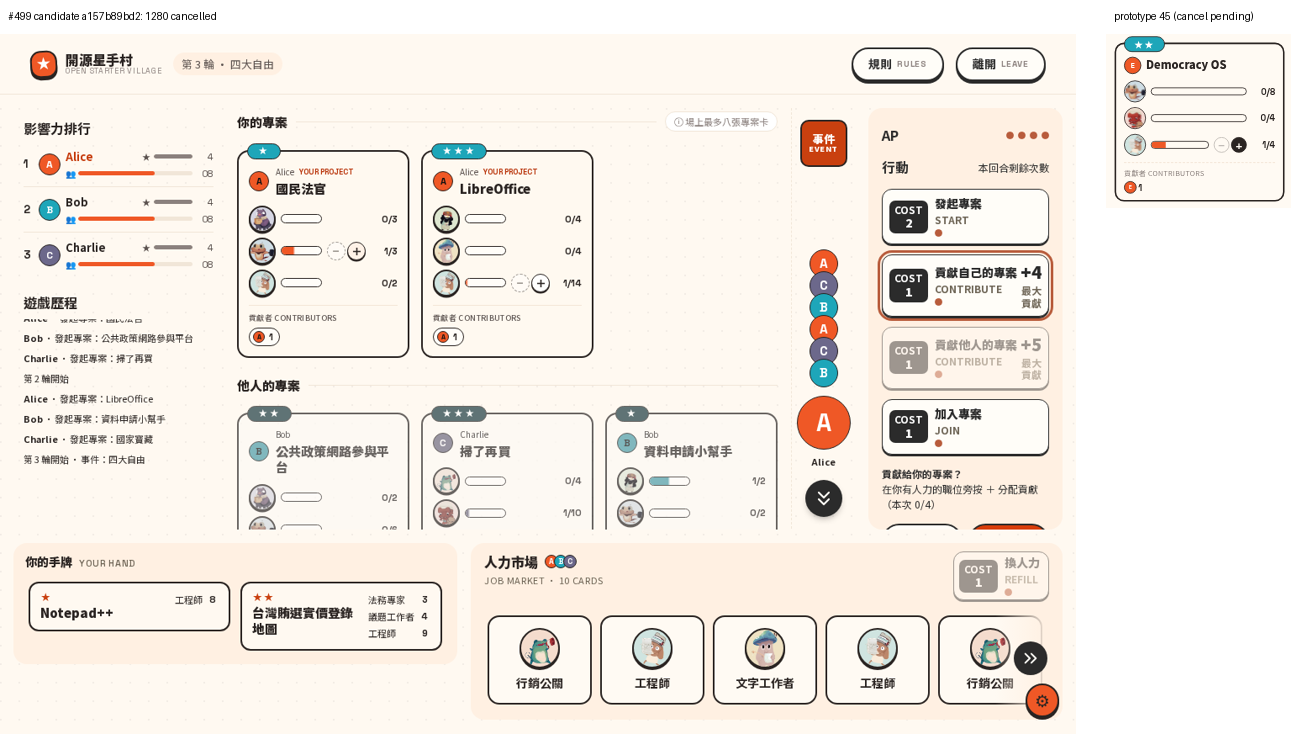 #499 candidate a157b89bd2: 1280 cancelled
prototype 45 (cancel pending)
開源星手村
OPEN STARTER VILLAGE
第 3 輪 · 四大自由
規則 RULES
離開 LEAVE
影響力排行
1 A Alice ★ 4
08
2 B Bob ★ 4
08
3 C Charlie ★ 4
08
遊戲歷程
Alice · 發起專案：國民法官
Bob · 發起專案：公共政策網路參與平台
Charlie · 發起專案：掃了再買
第 2 輪開始
Alice · 發起專案：LibreOffice
Bob · 發起專案：資料申請小幫手
Charlie · 發起專案：國家寶藏
第 3 輪開始 · 事件：四大自由
你的專案
場上最多八張專案卡
★
A
Alice YOUR PROJECT
國民法官
0/3
1/3
− +
0/2
貢獻者 CONTRIBUTORS
A 1
★ ★ ★
A
Alice YOUR PROJECT
LibreOffice
0/4
0/4
− +
1/14
貢獻者 CONTRIBUTORS
A 1
他人的專案
★ ★
B
Bob
公共政策網路參與平台
0/2
★ ★ ★
C
Charlie
掃了再買
0/4
1/10
★
B
Bob
資料申請小幫手
1/2
0/2
事件
EVENT
A
C
B
A
C
B
A
Alice
AP
行動
本回合剩餘次數
COST
2
發起專案
START
COST
1
貢獻自己的專案 +4
CONTRIBUTE 最大
貢獻
COST
1
貢獻他人的專案 +5
CONTRIBUTE 最大
貢獻
COST
1
加入專案
JOIN
貢獻給你的專案？
在你有人力的職位旁按 ＋ 分配貢獻
（本次 0/4）
你的手牌 YOUR HAND
★
Notepad++
工程師 8
★ ★
台灣賄選實價登錄
地圖
法務專家 3
議題工作者 4
工程師 9
人力市場 A B C
JOB MARKET · 10 CARDS
COST
1
換人力
REFILL
行銷公關
工程師
文字工作者
工程師
行銷公關
★ ★
E Democracy OS
0/8
0/4
− + 1/4
貢獻者 CONTRIBUTORS
E 1